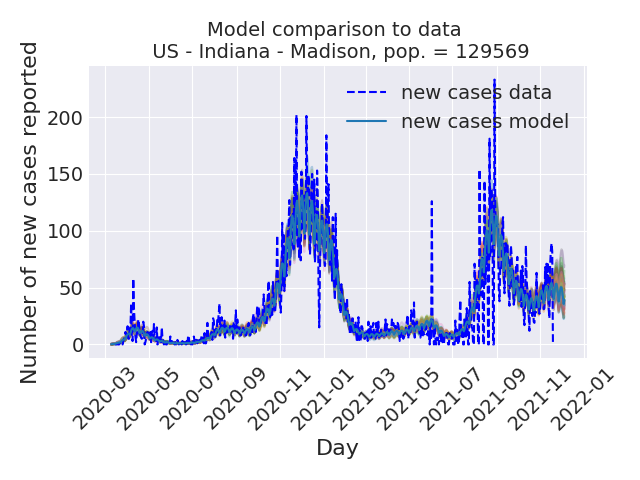 Model comparison to data
US - Indiana - Madison, pop. = 129569
new cases data
new cases model
Number of new cases reported
200
150
100
50
0
2020-03
2020-05
2020-07
2020-09
2020-11
2021-01
2021-03
2021-05
2021-07
2021-09
2021-11
2022-01
Day